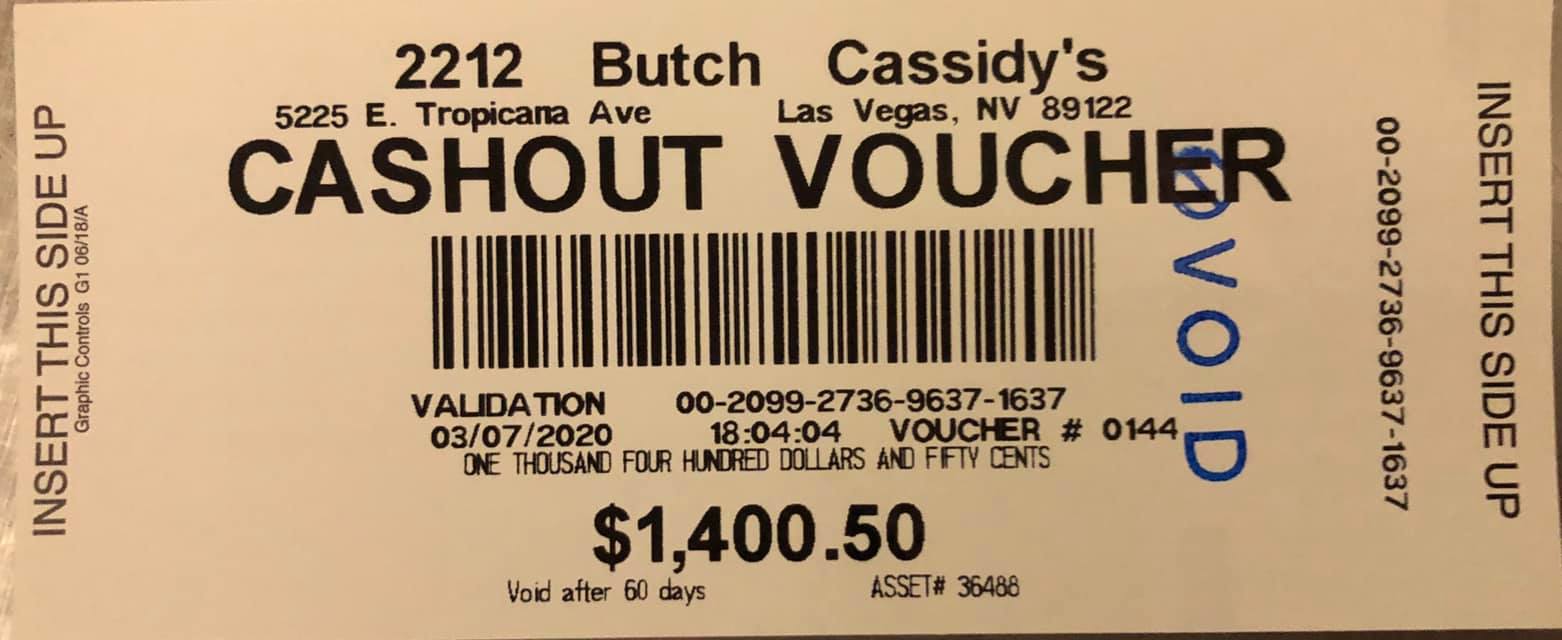 2212 Butch Cassidy's
5225 E. Tropicana Ave Las Vegas, NV 89122
CASHOUT VOUCHER
VALIDATION 00-2099-2736-9637-1637
03/07/2020 18:04:04 VOUCHER # 0144
ONE THOUSAND FOUR HUNDRED DOLLARS AND FIFTY CENTS
$1,400.50
Void after 60 days ASSET# 36488
INSERT THIS SIDE UP
Graphic Controls G1 06/18/A
VOID
00-2099-2736-9637-1637
INSERT THIS SIDE UP